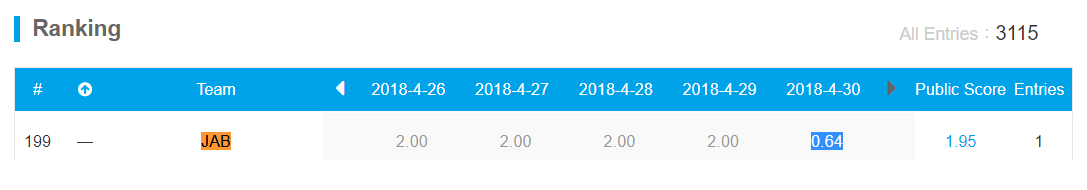 Ranking
All Entries：3115
# Team 2018-4-26 2018-4-27 2018-4-28 2018-4-29 2018-4-30 Public Score Entries
199 — JAB 2.00 2.00 2.00 2.00 0.64 1.95 1